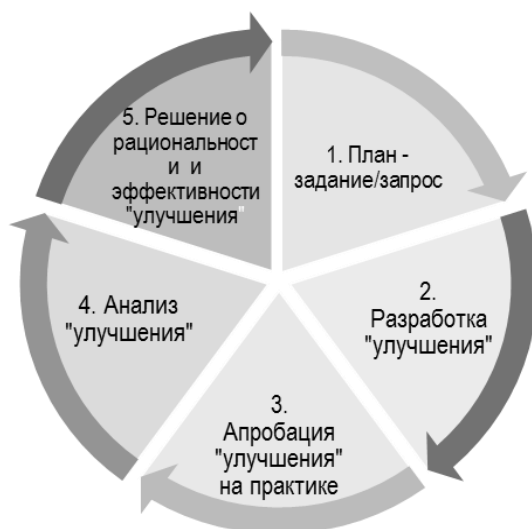 1. План -
задание/запрос
2.
Разработка
"улучшения"
3.
Апробация
"улучшения"
на практике
4. Анализ
"улучшения"
5. Решение о
рациональност
и и
эффективности
"улучшения"